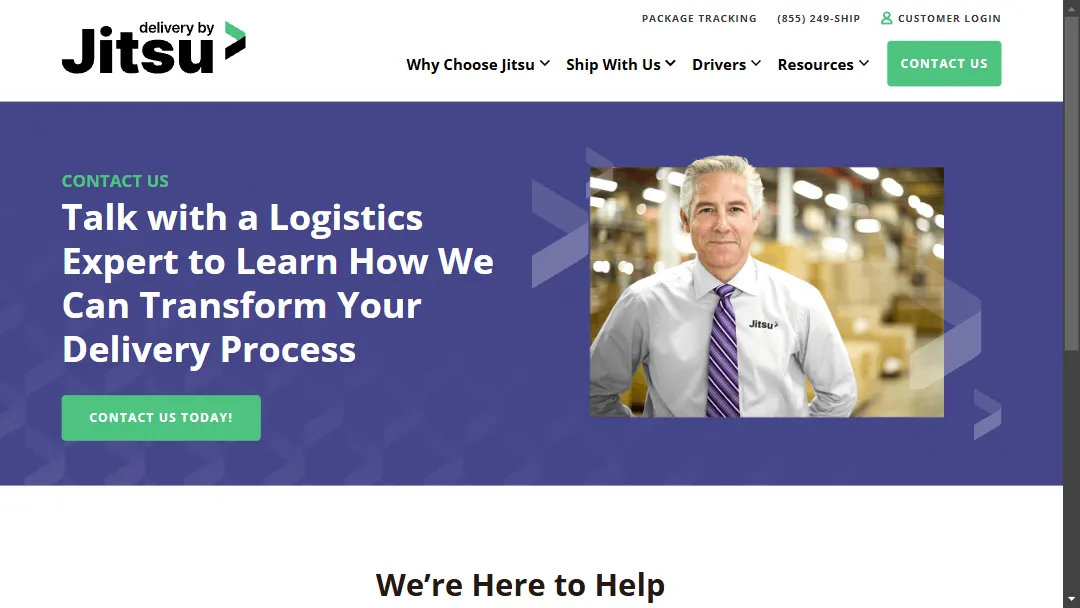 PACKAGE TRACKING (855) 249-SHIP CUSTOMER LOGIN
delivery by
Jitsu
Why Choose Jitsu Ship With Us Drivers Resources CONTACT US
CONTACT US
Talk with a Logistics
Expert to Learn How We
Can Transform Your
Delivery Process
Jitsu
CONTACT US TODAY!
We’re Here to Help